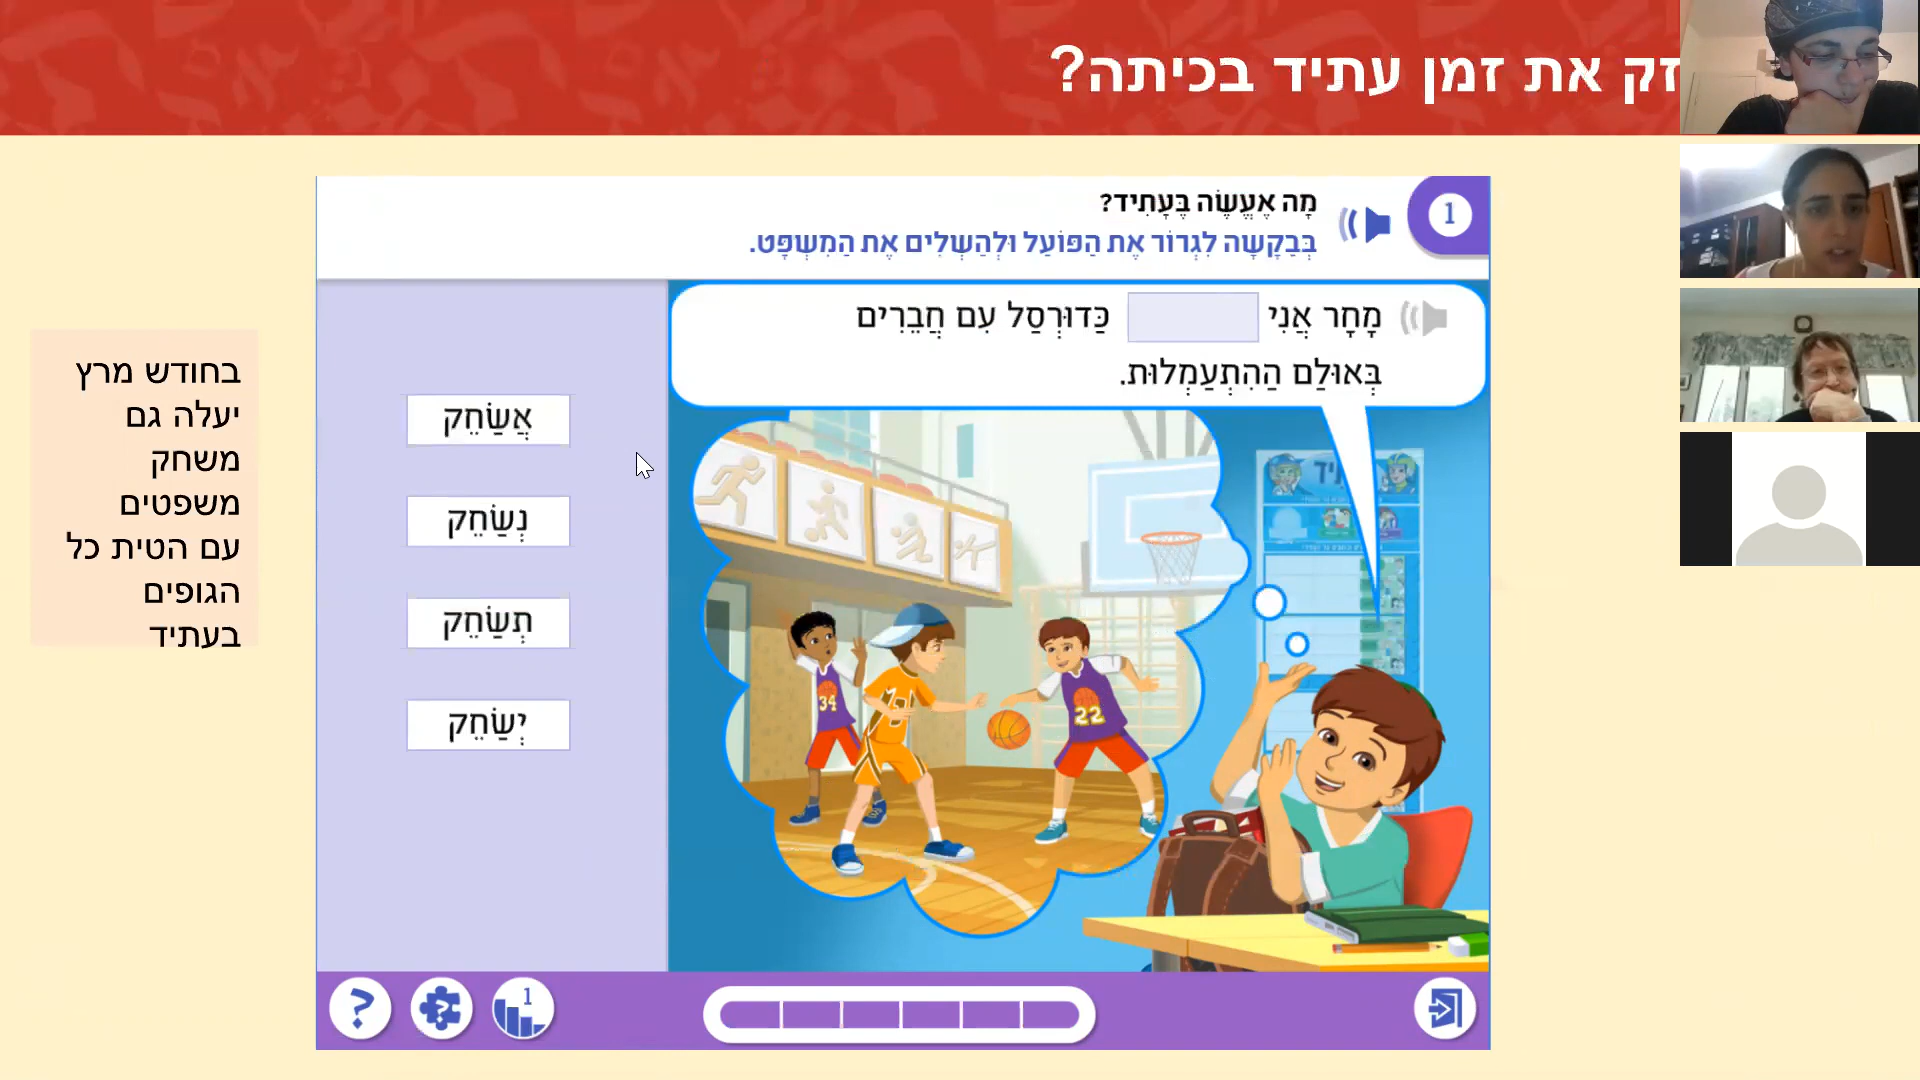 זק את זמן עתיד בכיתה?
1
מָה אֶעֱשֶׂה בֶּעָתִיד?
בְּבַקָּשָׁה לִגְרוֹר אֶת הַפּוֹעַל וּלְהַשְׁלִים אֶת הַמִּשְׁפָּט.
מָחָר אֲנִי כַּדוּרְסַל עִם חֲבֵרִים
בְּאוּלַם הַהִתְעַמְלוּת.
אֲשַׂחֵק
נְשַׂחֵק
תְּשַׂחֵק
יְשַׂחֵק
בחודש מרץ
יעלה גם
משחק
משפטים
עם הטית כל
הגופים
בעתיד
34
22
?
?
1